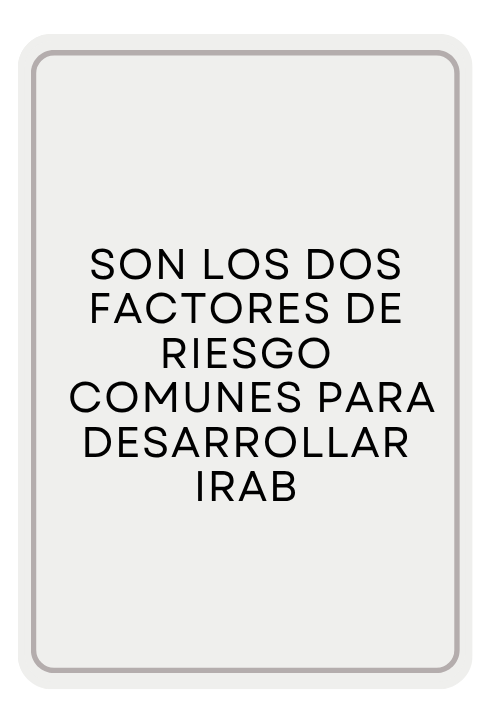 SON LOS DOS
FACTORES DE
RIESGO
COMUNES PARA
DESARROLLAR
IRAB